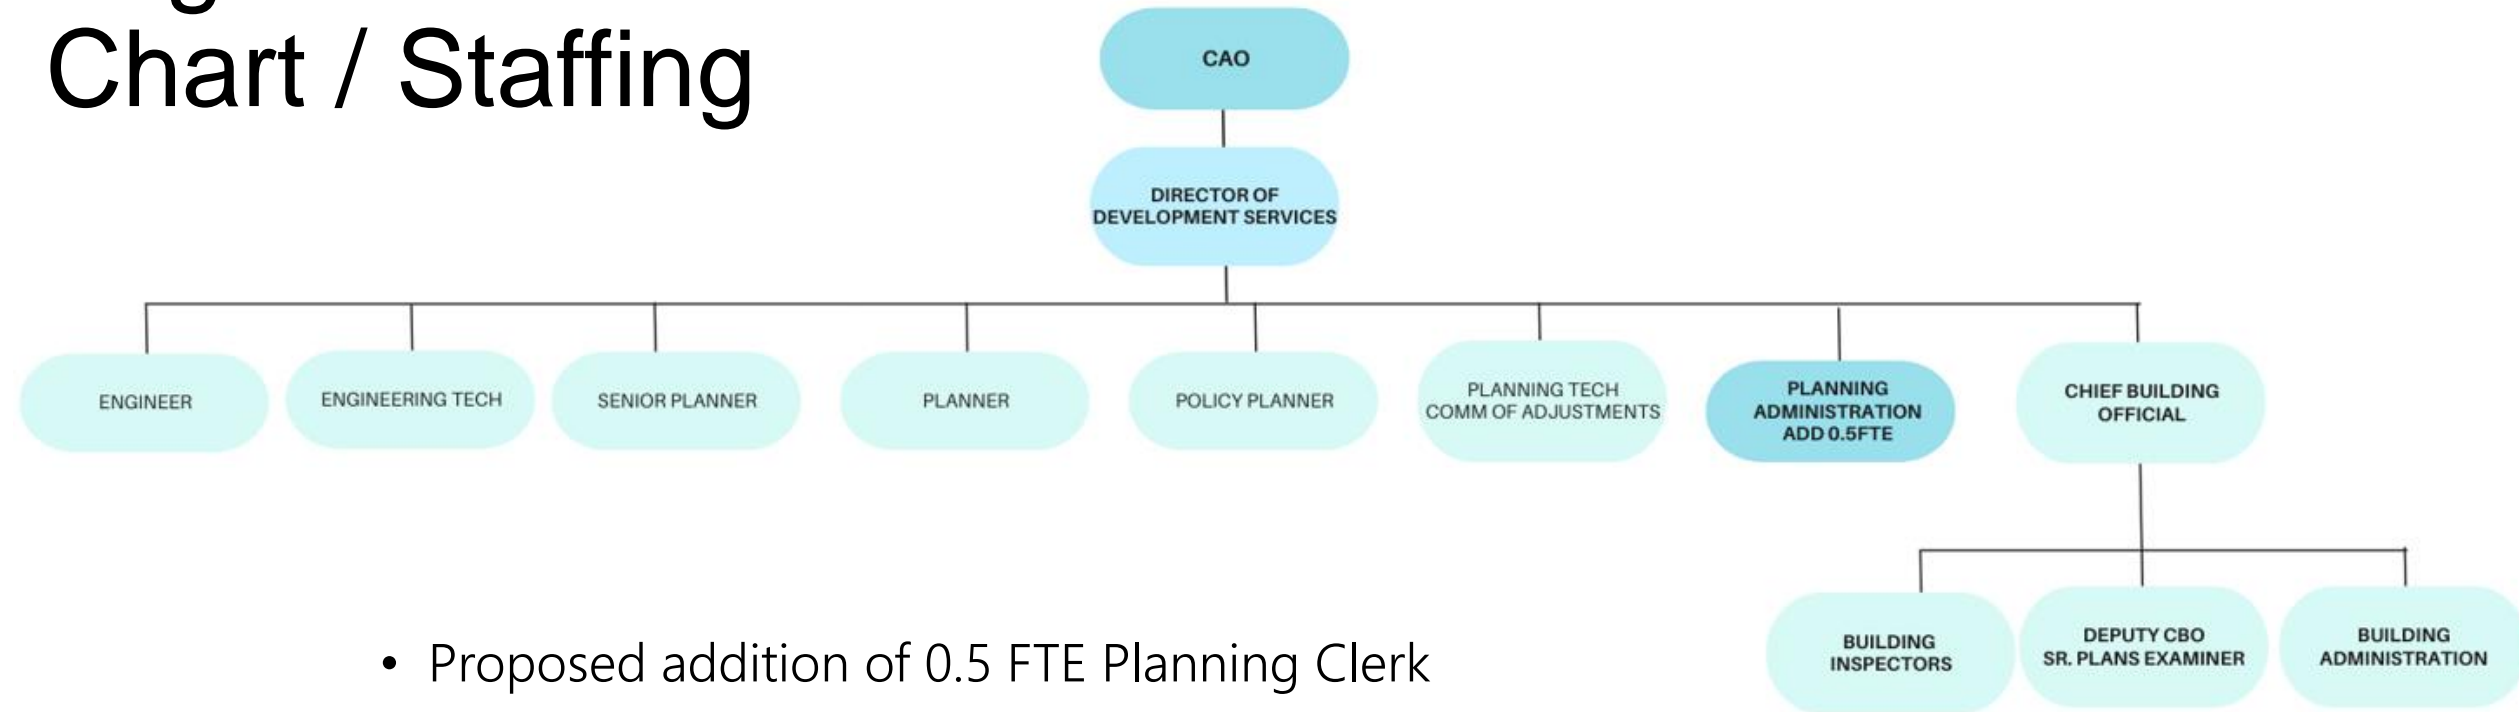 Chart / Staffing
CAO
DIRECTOR OF
DEVELOPMENT SERVICES
ENGINEER
ENGINEERING TECH
SENIOR PLANNER
PLANNER
POLICY PLANNER
PLANNING TECH
COMM OF ADJUSTMENTS
PLANNING
ADMINISTRATION
ADD 0.5FTE
CHIEF BUILDING
OFFICIAL
BUILDING
INSPECTORS
DEPUTY CBO
SR. PLANS EXAMINER
BUILDING
ADMINISTRATION
• Proposed addition of 0.5 FTE Planning Clerk